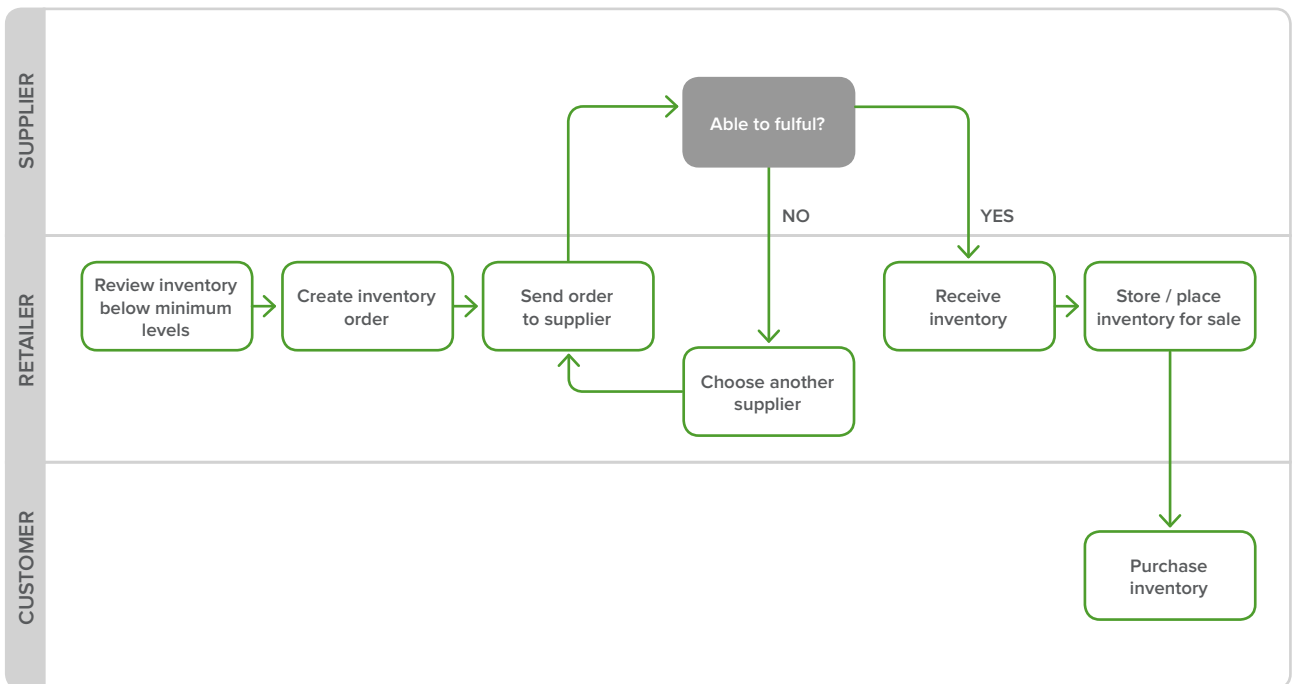 SUPPLIER
Able to fulful?
NO
YES
RETAILER
Review inventory
below minimum
levels
Create inventory
order
Send order
to supplier
Choose another
supplier
Receive
inventory
Store / place
inventory for sale
CUSTOMER
Purchase
inventory